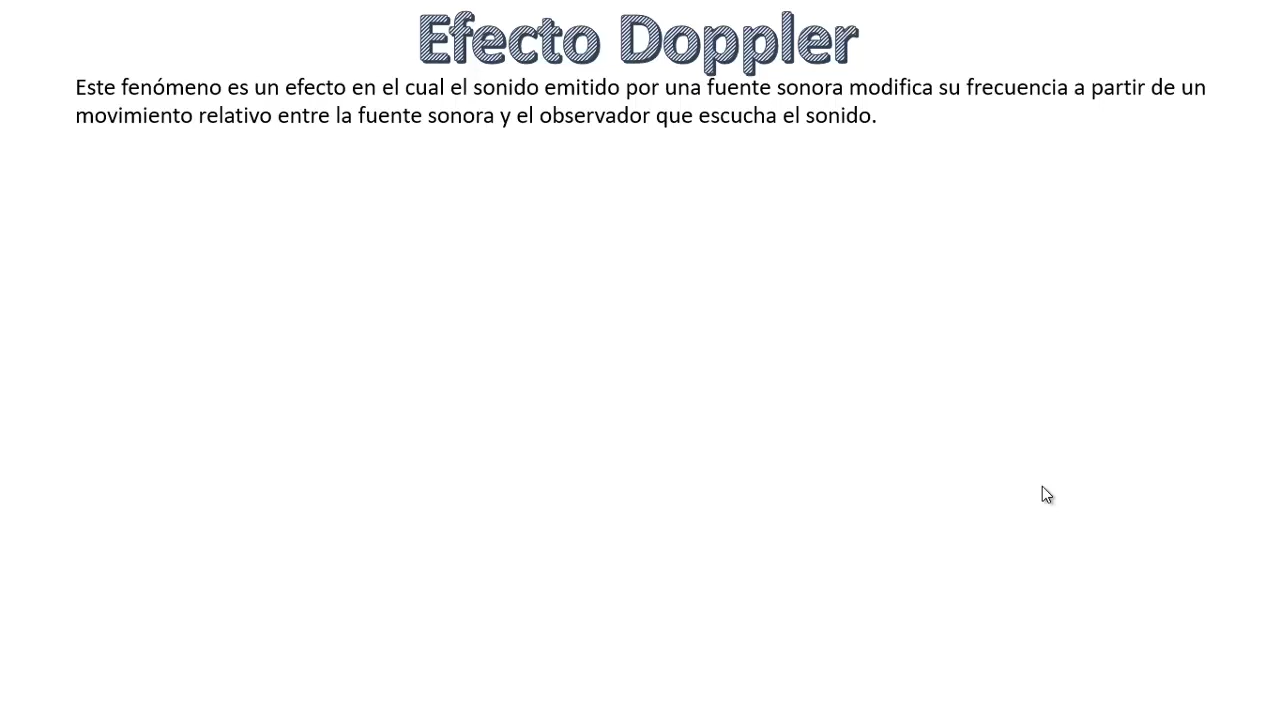 Efecto Doppler
Este fenómeno es un efecto en el cual el sonido emitido por una fuente sonora modifica su frecuencia a partir de un
movimiento relativo entre la fuente sonora y el observador que escucha el sonido.